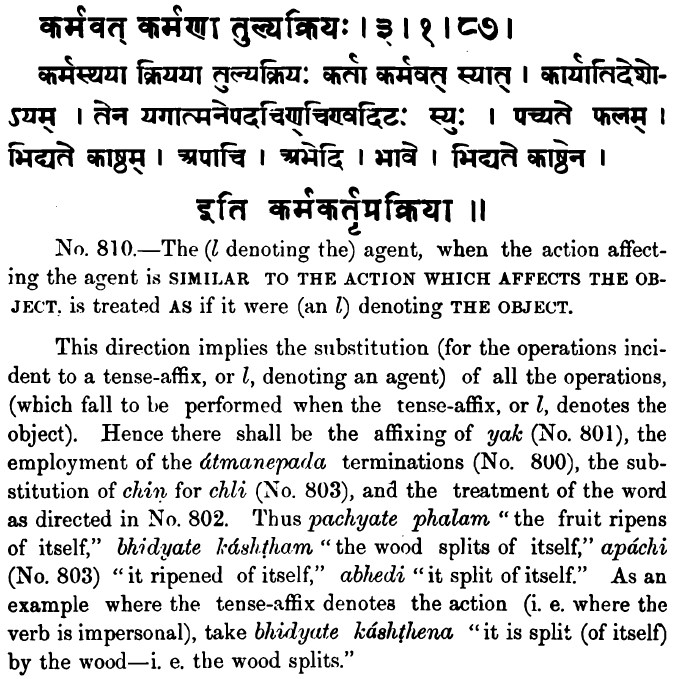 कर्मवत् कर्मणा तुल्यक्रियः । ३ । १ । ८७ ।
कर्मस्थया क्रियया तुल्यक्रियः कर्ता कर्मवत् स्यात् । कार्यातिदेशो-
ऽयम् । तेन यगात्मनेपदचिण्चिण्वदिटः स्युः । पच्यते फलम् ।
भिद्यते काष्ठम् । अपाचि । अभेदि । भावे । भिद्यते काष्ठेन ।
इति कर्मकर्तृप्रक्रिया ॥
No. 810.—The (l denoting the) agent, when the action affect-
ing the agent is SIMILAR TO THE ACTION WHICH AFFECTS THE OB-
JECT, is treated AS if it were (an l) denoting THE OBJECT.
This direction implies the substitution (for the operations inci-
dent to a tense-affix, or l, denoting an agent) of all the operations,
(which fall to be performed when the tense-affix, or l, denotes the
object). Hence there shall be the affixing of yak (No. 801), the
employment of the átmanepada terminations (No. 800), the sub-
stitution of chiṇ for chli (No. 803), and the treatment of the word
as directed in No. 802. Thus pachyate phalam “the fruit ripens
of itself,” bhidyate káshṭham “the wood splits of itself,” apáchi
(No. 803) “it ripened of itself,” abhedi “it split of itself.” As an
example where the tense-affix denotes the action (i. e. where the
verb is impersonal), take bhidyate káshṭhena “it is split (of itself)
by the wood—i. e. the wood splits.”